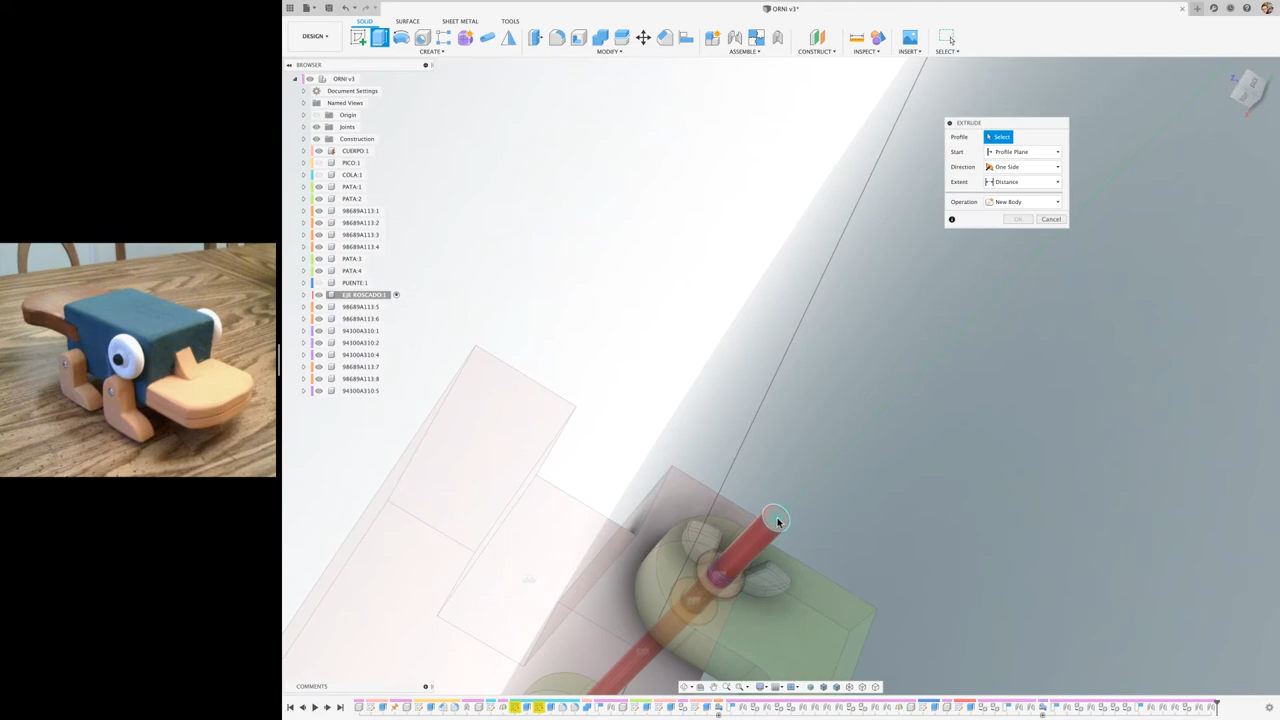 ORNI v3*
DESIGN
SOLID SURFACE SHEET METAL TOOLS
CREATE MODIFY ASSEMBLE CONSTRUCT INSPECT INSERT SELECT
BROWSER
ORNI v3
Document Settings
Named Views
Origin
Joints
Construction
CUERPO:1
PICO:1
COLA:1
PATA:1
PATA:2
98689A113:1
98689A113:2
98689A113:3
98689A113:4
PATA:3
PATA:4
PUENTE:1
EJE ROSCADO:1
98689A113:5
98689A113:6
94300A310:1
94300A310:2
94300A310:4
98689A113:7
98689A113:8
94300A310:5
EXTRUDE
Profile Select
Start Profile Plane
Direction One Side
Extent Distance
Operation New Body
OK Cancel
COMMENTS